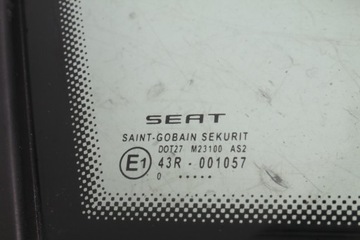 SEAT
SAINT-GOBAIN SEKURIT
DOT27 M23100 AS2
E1 43R - 001057
0 •••••